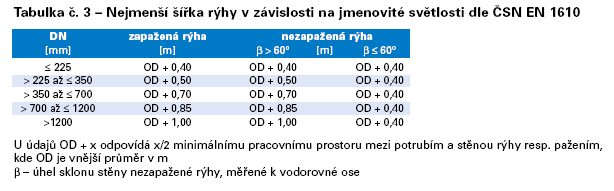 Tabulka č. 3 – Nejmenší šířka rýhy v závislosti na jmenovité světlosti dle ČSN EN 1610
DN zapažená rýha nezapažená rýha
[mm] [m] β > 60° [m] β ≤ 60°
≤ 225 OD + 0,40 OD + 0,40 OD + 0,40
> 225 až ≤ 350 OD + 0,50 OD + 0,50 OD + 0,40
> 350 až ≤ 700 OD + 0,70 OD + 0,70 OD + 0,40
> 700 až ≤ 1200 OD + 0,85 OD + 0,85 OD + 0,40
>1200 OD + 1,00 OD + 1,00 OD + 0,40
U údajů OD + x odpovídá x/2 minimálnímu pracovnímu prostoru mezi potrubím a stěnou rýhy resp. pažením,
kde OD je vnější průměr v m
β – úhel sklonu stěny nezapažené rýhy, měřené k vodorovné ose